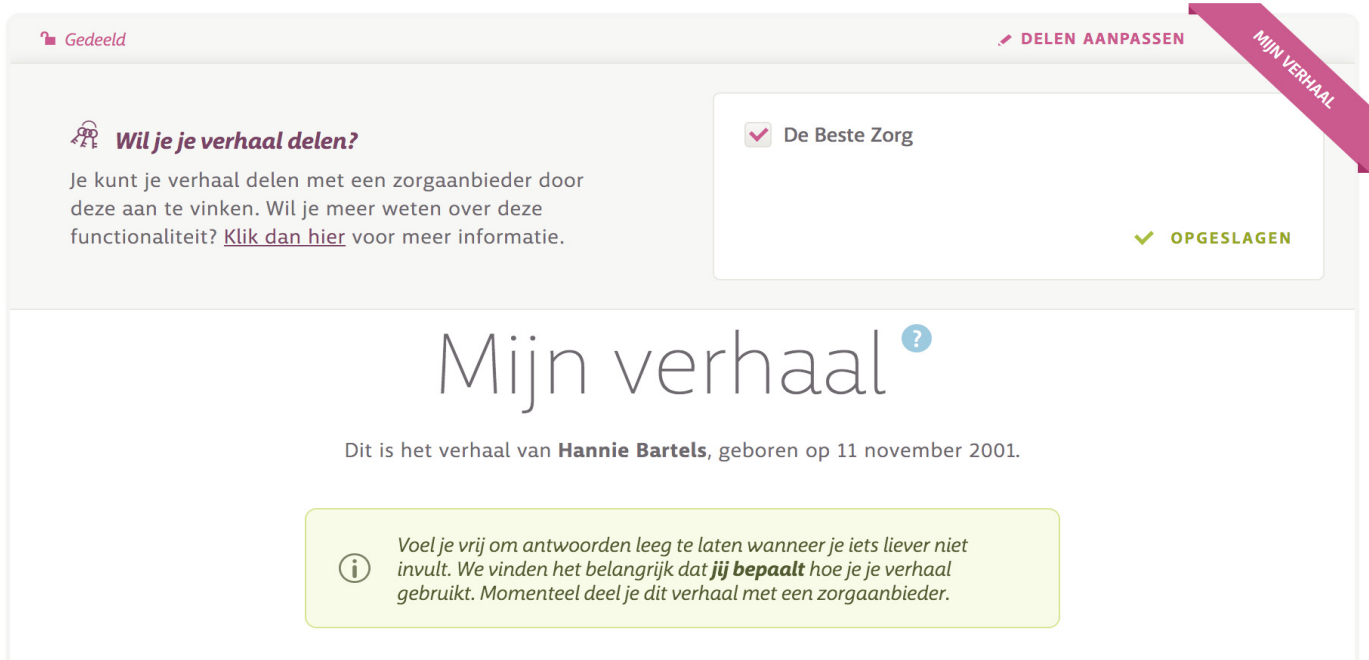 Gedeeld
DELEN AANPASSEN
MIJN VERHAAL
Wil je je verhaal delen?
Je kunt je verhaal delen met een zorgaanbieder door
deze aan te vinken. Wil je meer weten over deze
functionaliteit? Klik dan hier voor meer informatie.
De Beste Zorg
OPGESLAGEN
Mijn verhaal
?
Dit is het verhaal van Hannie Bartels, geboren op 11 november 2001.
Voel je vrij om antwoorden leeg te laten wanneer je iets liever niet
invult. We vinden het belangrijk dat jij bepaalt hoe je je verhaal
gebruikt. Momenteel deel je dit verhaal met een zorgaanbieder.